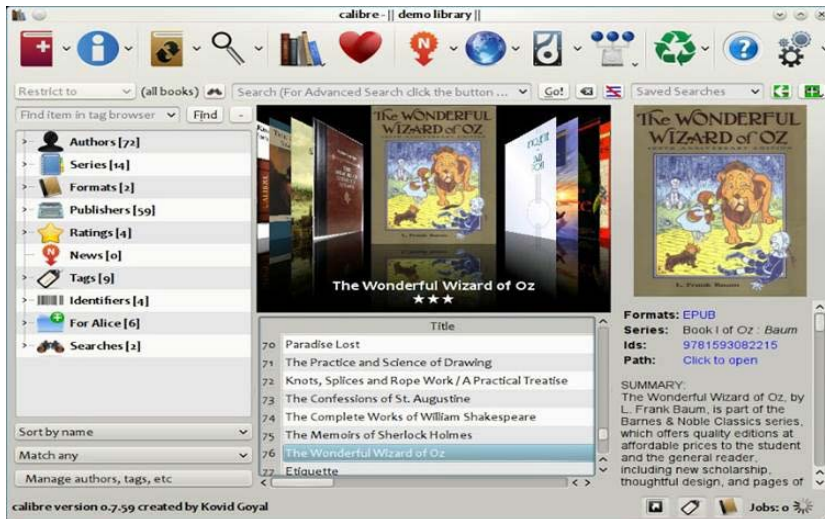 calibre - || demo library ||
Restrict to
(all books)
Search (For Advanced Search click the button ...
Go!
Saved Searches
Find item in tag browser
Find
-
Authors [72]
Series [14]
Formats [2]
Publishers [59]
Ratings [4]
News [0]
Tags [9]
Identifiers [4]
For Alice [6]
Searches [2]
Sort by name
Match any
Manage authors, tags, etc
The WONDERFUL
WIZARD of OZ
L. Frank Baum
The Wonderful Wizard of Oz
★★★
Title
70 Paradise Lost
71 The Practice and Science of Drawing
72 Knots, Splices and Rope Work / A Practical Treatise
73 The Confessions of St. Augustine
74 The Complete Works of William Shakespeare
75 The Memoirs of Sherlock Holmes
76 The Wonderful Wizard of Oz
77 Etiquette
The WONDERFUL
WIZARD of OZ
L. Frank Baum
Formats: EPUB
Series: Book I of Oz : Baum
Ids: 9781593082215
Path: Click to open
SUMMARY:
The Wonderful Wizard of Oz, by
L. Frank Baum, is part of the
Barnes & Noble Classics series,
which offers quality editions at
affordable prices to the student
and the general reader,
including new scholarship,
thoughtful design, and pages of
calibre version 0.7.59 created by Kovid Goyal
Jobs: 0